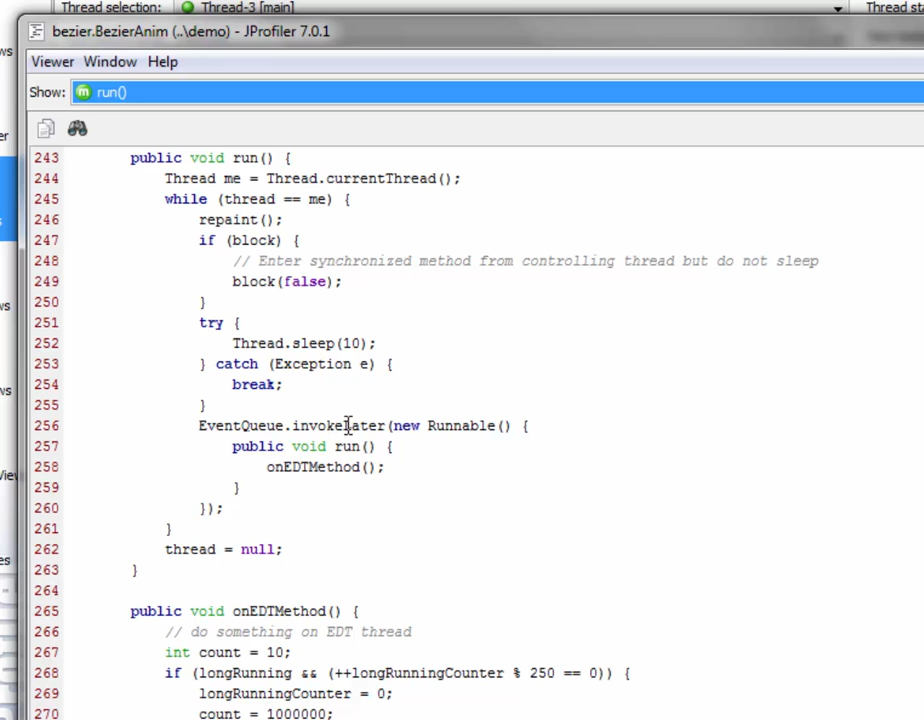 Thread selection: Thread-3 [main] Thread sta
bezier.BezierAnim (..\demo) - JProfiler 7.0.1
ws
Viewer Window Help
Show: m run()
er
243 public void run() {
244 Thread me = Thread.currentThread();
245 while (thread == me) {
246 repaint();
247 if (block) {
248 // Enter synchronized method from controlling thread but do not sleep
249 block(false);
250 }
251 try {
252 Thread.sleep(10);
253 } catch (Exception e) {
254 break;
255 }
256 EventQueue.invokeLater(new Runnable() {
257 public void run() {
258 onEDTMethod();
259 }
260 });
261 }
262 thread = null;
263 }
264
265 public void onEDTMethod() {
266 // do something on EDT thread
267 int count = 10;
268 if (longRunning && (++longRunningCounter % 250 == 0)) {
269 longRunningCounter = 0;
270 count = 1000000;